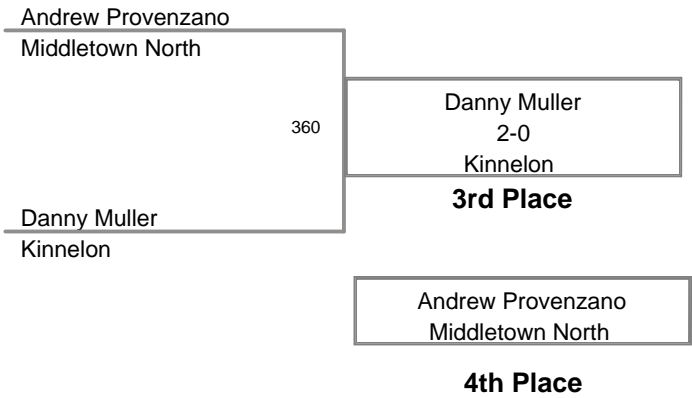 Andrew Provenzano
Middletown North
360
Danny Muller
2-0
Kinnelon
3rd Place
Danny Muller
Kinnelon
Andrew Provenzano
Middletown North
4th Place